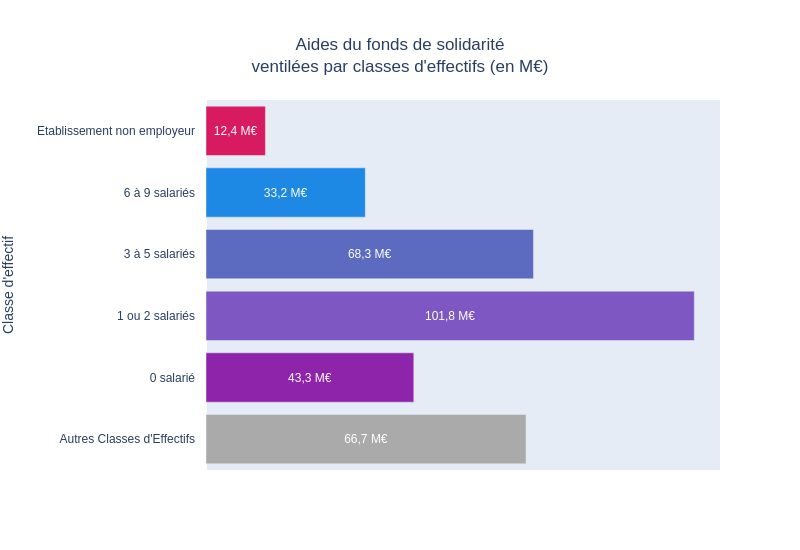 Aides du fonds de solidarité
ventilées par classes d'effectifs (en M€)
Classe d'effectif
Etablissement non employeur
12,4 M€
6 à 9 salariés
33,2 M€
3 à 5 salariés
68,3 M€
1 ou 2 salariés
101,8 M€
0 salarié
43,3 M€
Autres Classes d'Effectifs
66,7 M€